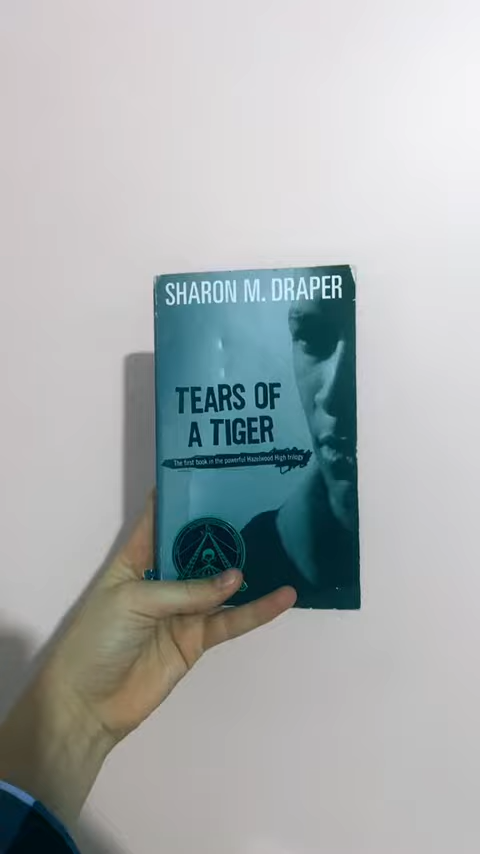 SHARON M. DRAPER
TEARS OF
A TIGER
The first book in the powerful Hazelwood High trilogy